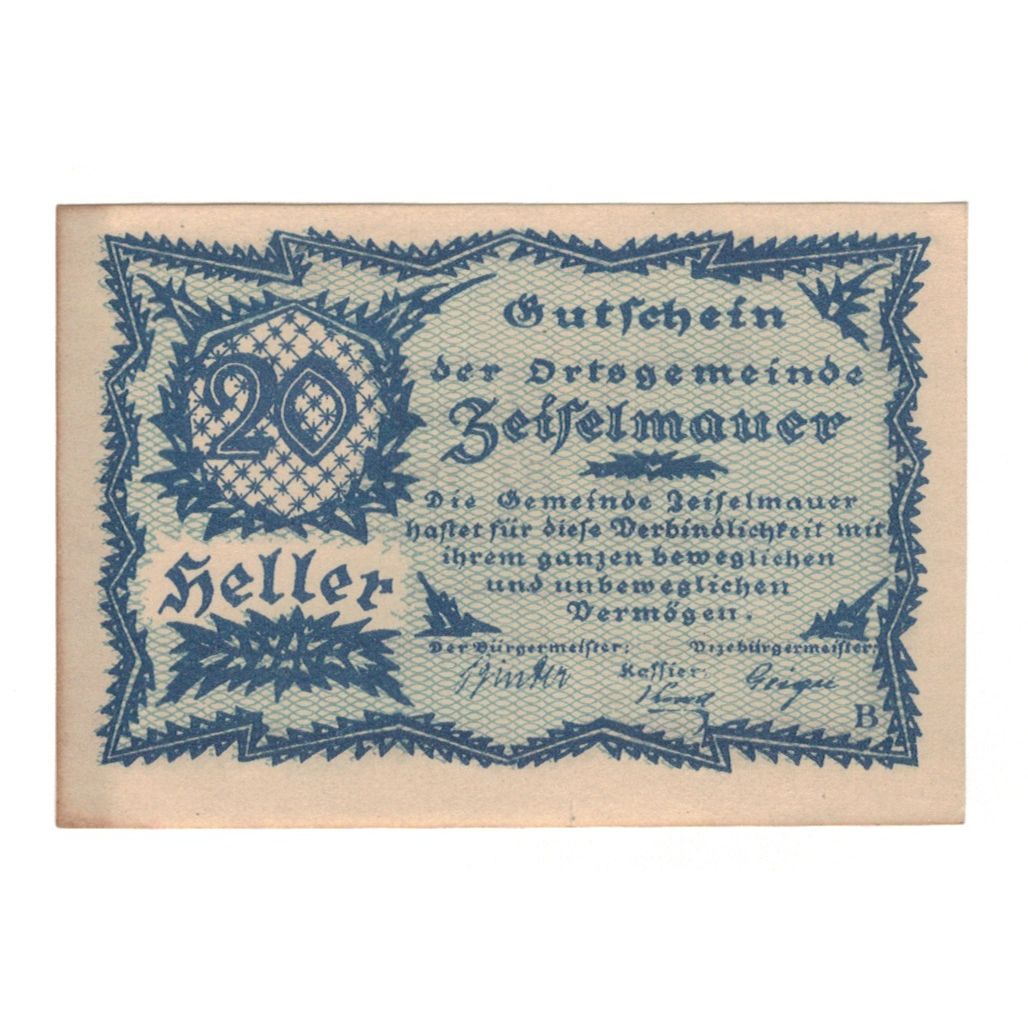 20
Heller
Gutschein
der Ortsgemeinde
Zeiselmauer
Die Gemeinde Zeiselmauer
haftet für diese Verbindlichkeit mit
ihrem ganzen beweglichen
und unbeweglichen
Vermögen.
Der Bürgermeister: Vizebürgermeister:
Kassier:
Geiger
B